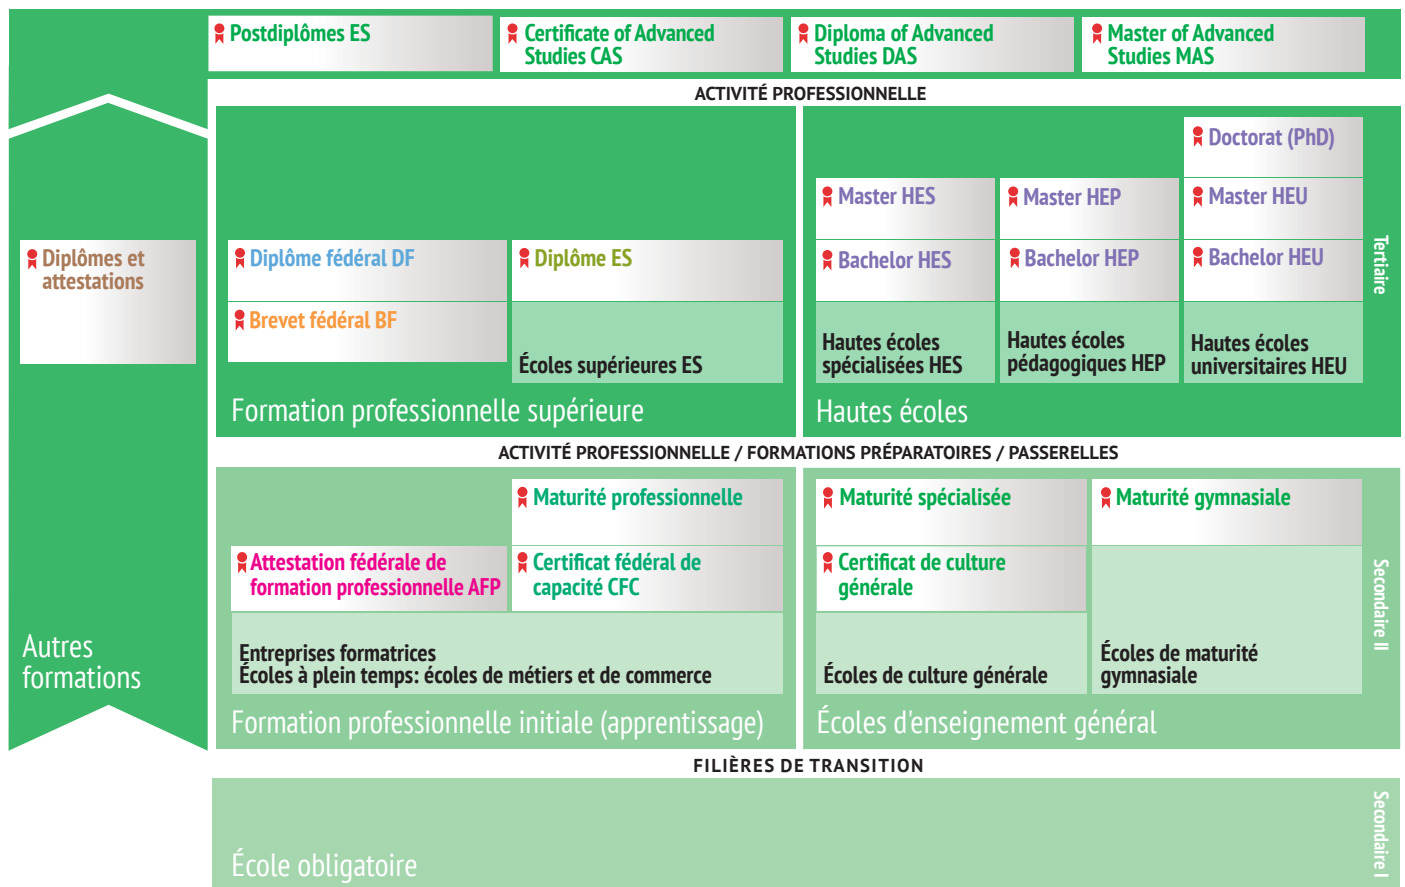 Postdiplômes ES
Certificate of Advanced
Studies CAS
Diploma of Advanced
Studies DAS
Master of Advanced
Studies MAS
ACTIVITÉ PROFESSIONNELLE
Diplômes et
attestations
Autres
formations
Diplôme fédéral DF
Brevet fédéral BF
Diplôme ES
Écoles supérieures ES
Formation professionnelle supérieure
Master HES
Bachelor HES
Hautes écoles
spécialisées HES
Master HEP
Bachelor HEP
Hautes écoles
pédagogiques HEP
Doctorat (PhD)
Master HEU
Bachelor HEU
Hautes écoles
universitaires HEU
Hautes écoles
Tertiaire
ACTIVITÉ PROFESSIONNELLE / FORMATIONS PRÉPARATOIRES / PASSERELLES
Attestation fédérale de
formation professionnelle AFP
Maturité professionnelle
Certificat fédéral de
capacité CFC
Entreprises formatrices
Écoles à plein temps: écoles de métiers et de commerce
Formation professionnelle initiale (apprentissage)
Maturité spécialisée
Certificat de culture
générale
Écoles de culture générale
Maturité gymnasiale
Écoles de maturité
gymnasiale
Écoles d'enseignement général
Secondaire II
FILIÈRES DE TRANSITION
École obligatoire
Secondaire I